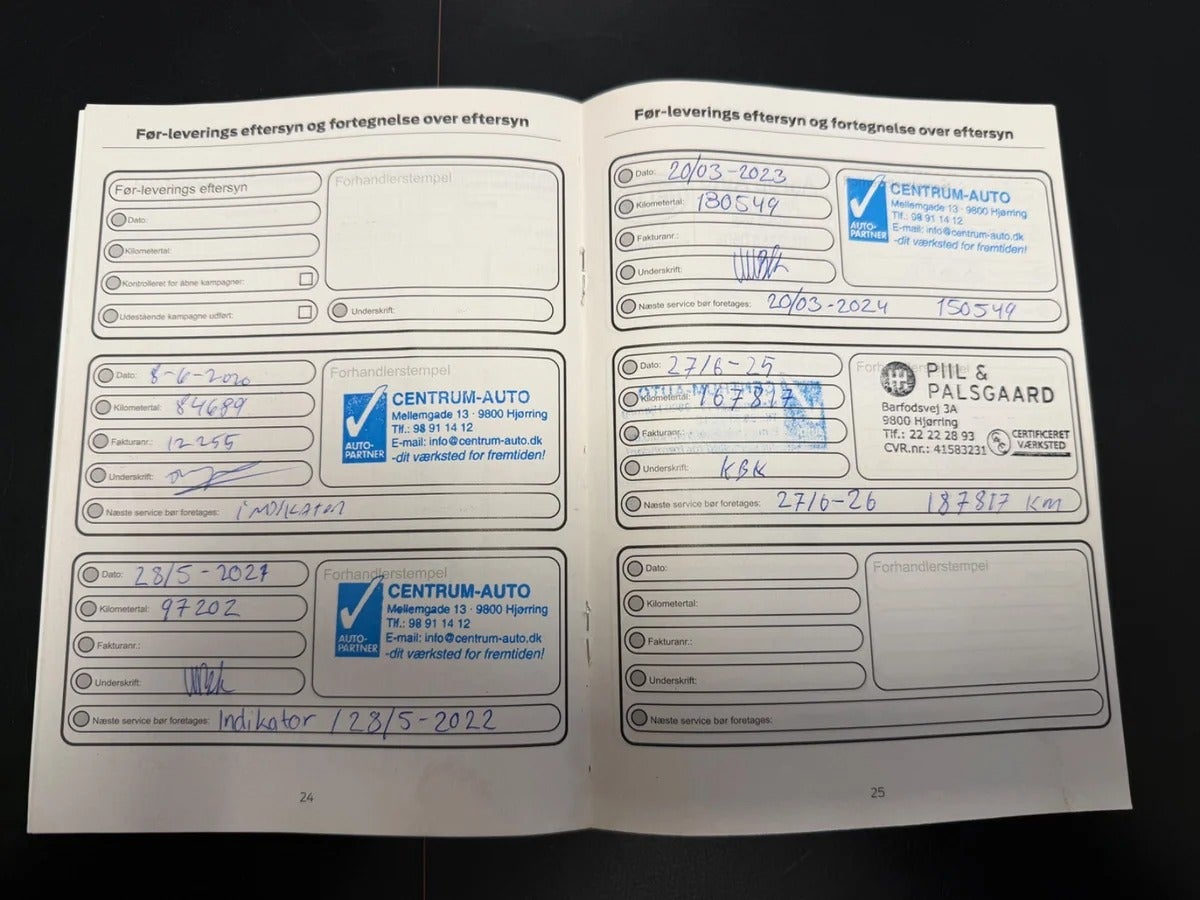 Før-leverings eftersyn og fortegnelse over eftersyn
Før-leverings eftersyn
Forhandlerstempel
Dato:
Kilometertal:
Kontrolleret for åbne kampagner:
Udestående kampagne udført:
Underskrift:
Dato: 8-6-2020
Kilometertal: 84689
Fakturanr.: 12255
Underskrift:
Næste service bør foretages: iNDIKATOR
Forhandlerstempel
AUTO-PARTNER
CENTRUM-AUTO
Mellemgade 13 · 9800 Hjørring
Tlf.: 98 91 14 12
E-mail: info@centrum-auto.dk
-dit værksted for fremtiden!
Dato: 28/5-2021
Kilometertal: 97202
Fakturanr.:
Underskrift:
Næste service bør foretages: Indikator / 28/5-2022
Forhandlerstempel
AUTO-PARTNER
CENTRUM-AUTO
Mellemgade 13 · 9800 Hjørring
Tlf.: 98 91 14 12
E-mail: info@centrum-auto.dk
-dit værksted for fremtiden!
24
Før-leverings eftersyn og fortegnelse over eftersyn
Dato: 20/03-2023
Kilometertal: 130549
Fakturanr.:
Underskrift:
Næste service bør foretages: 20/03-2024 150549
AUTO-PARTNER
CENTRUM-AUTO
Mellemgade 13 · 9800 Hjørring
Tlf.: 98 91 14 12
E-mail: info@centrum-auto.dk
-dit værksted for fremtiden!
Dato: 27/6-25
Kilometertal: 167817
Fakturanr.:
Underskrift: KBK
Næste service bør foretages: 27/6-26 187817 KM
PIIL &
PALSGAARD
Barfodsvej 3A
9800 Hjørring
Tlf.: 22 22 28 93
CVR.nr.: 41583231
CERTIFICERET
VÆRKSTED
Dato:
Kilometertal:
Fakturanr.:
Underskrift:
Næste service bør foretages:
Forhandlerstempel
25